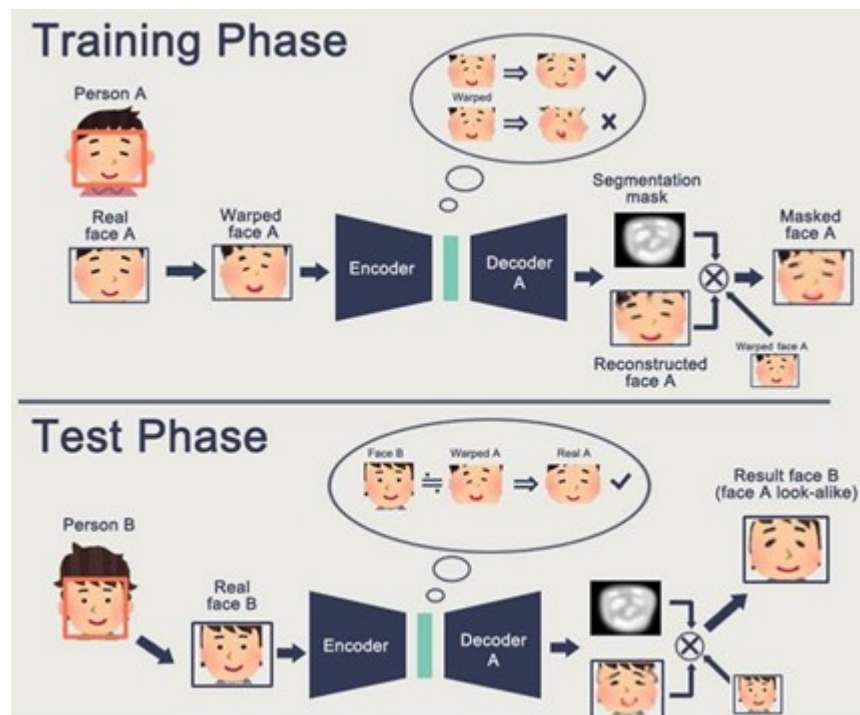 Training Phase
Person A
Warped
Real
face A
Warped
face A
Encoder
Decoder
A
Segmentation
mask
Masked
face A
Reconstructed
face A
Warped face A
Test Phase
Face B
Warped A
Real A
Result face B
(face A look-alike)
Person B
Real
face B
Encoder
Decoder
A